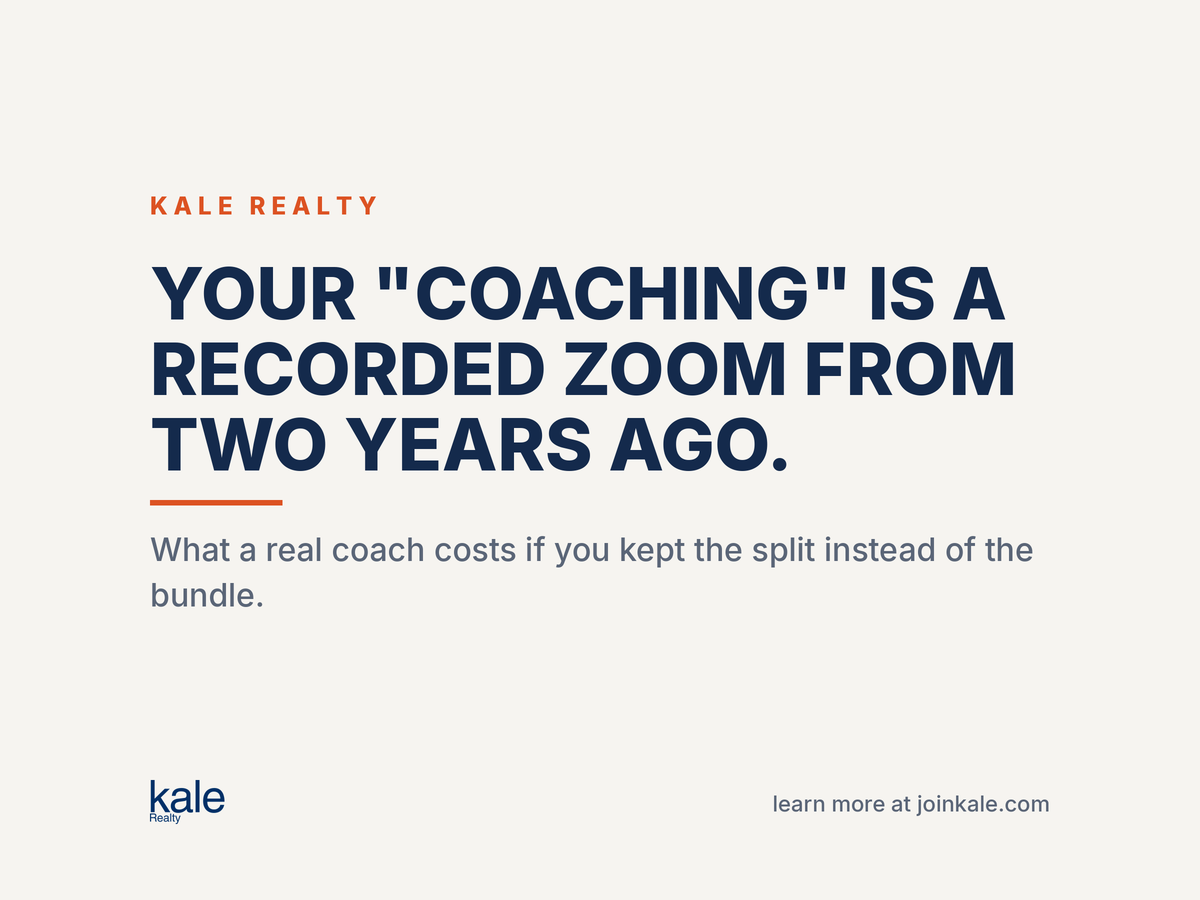 KALE REALTY
YOUR "COACHING" IS A
RECORDED ZOOM FROM
TWO YEARS AGO.
What a real coach costs if you kept the split instead of the
bundle.
kale
Realty
learn more at joinkale.com